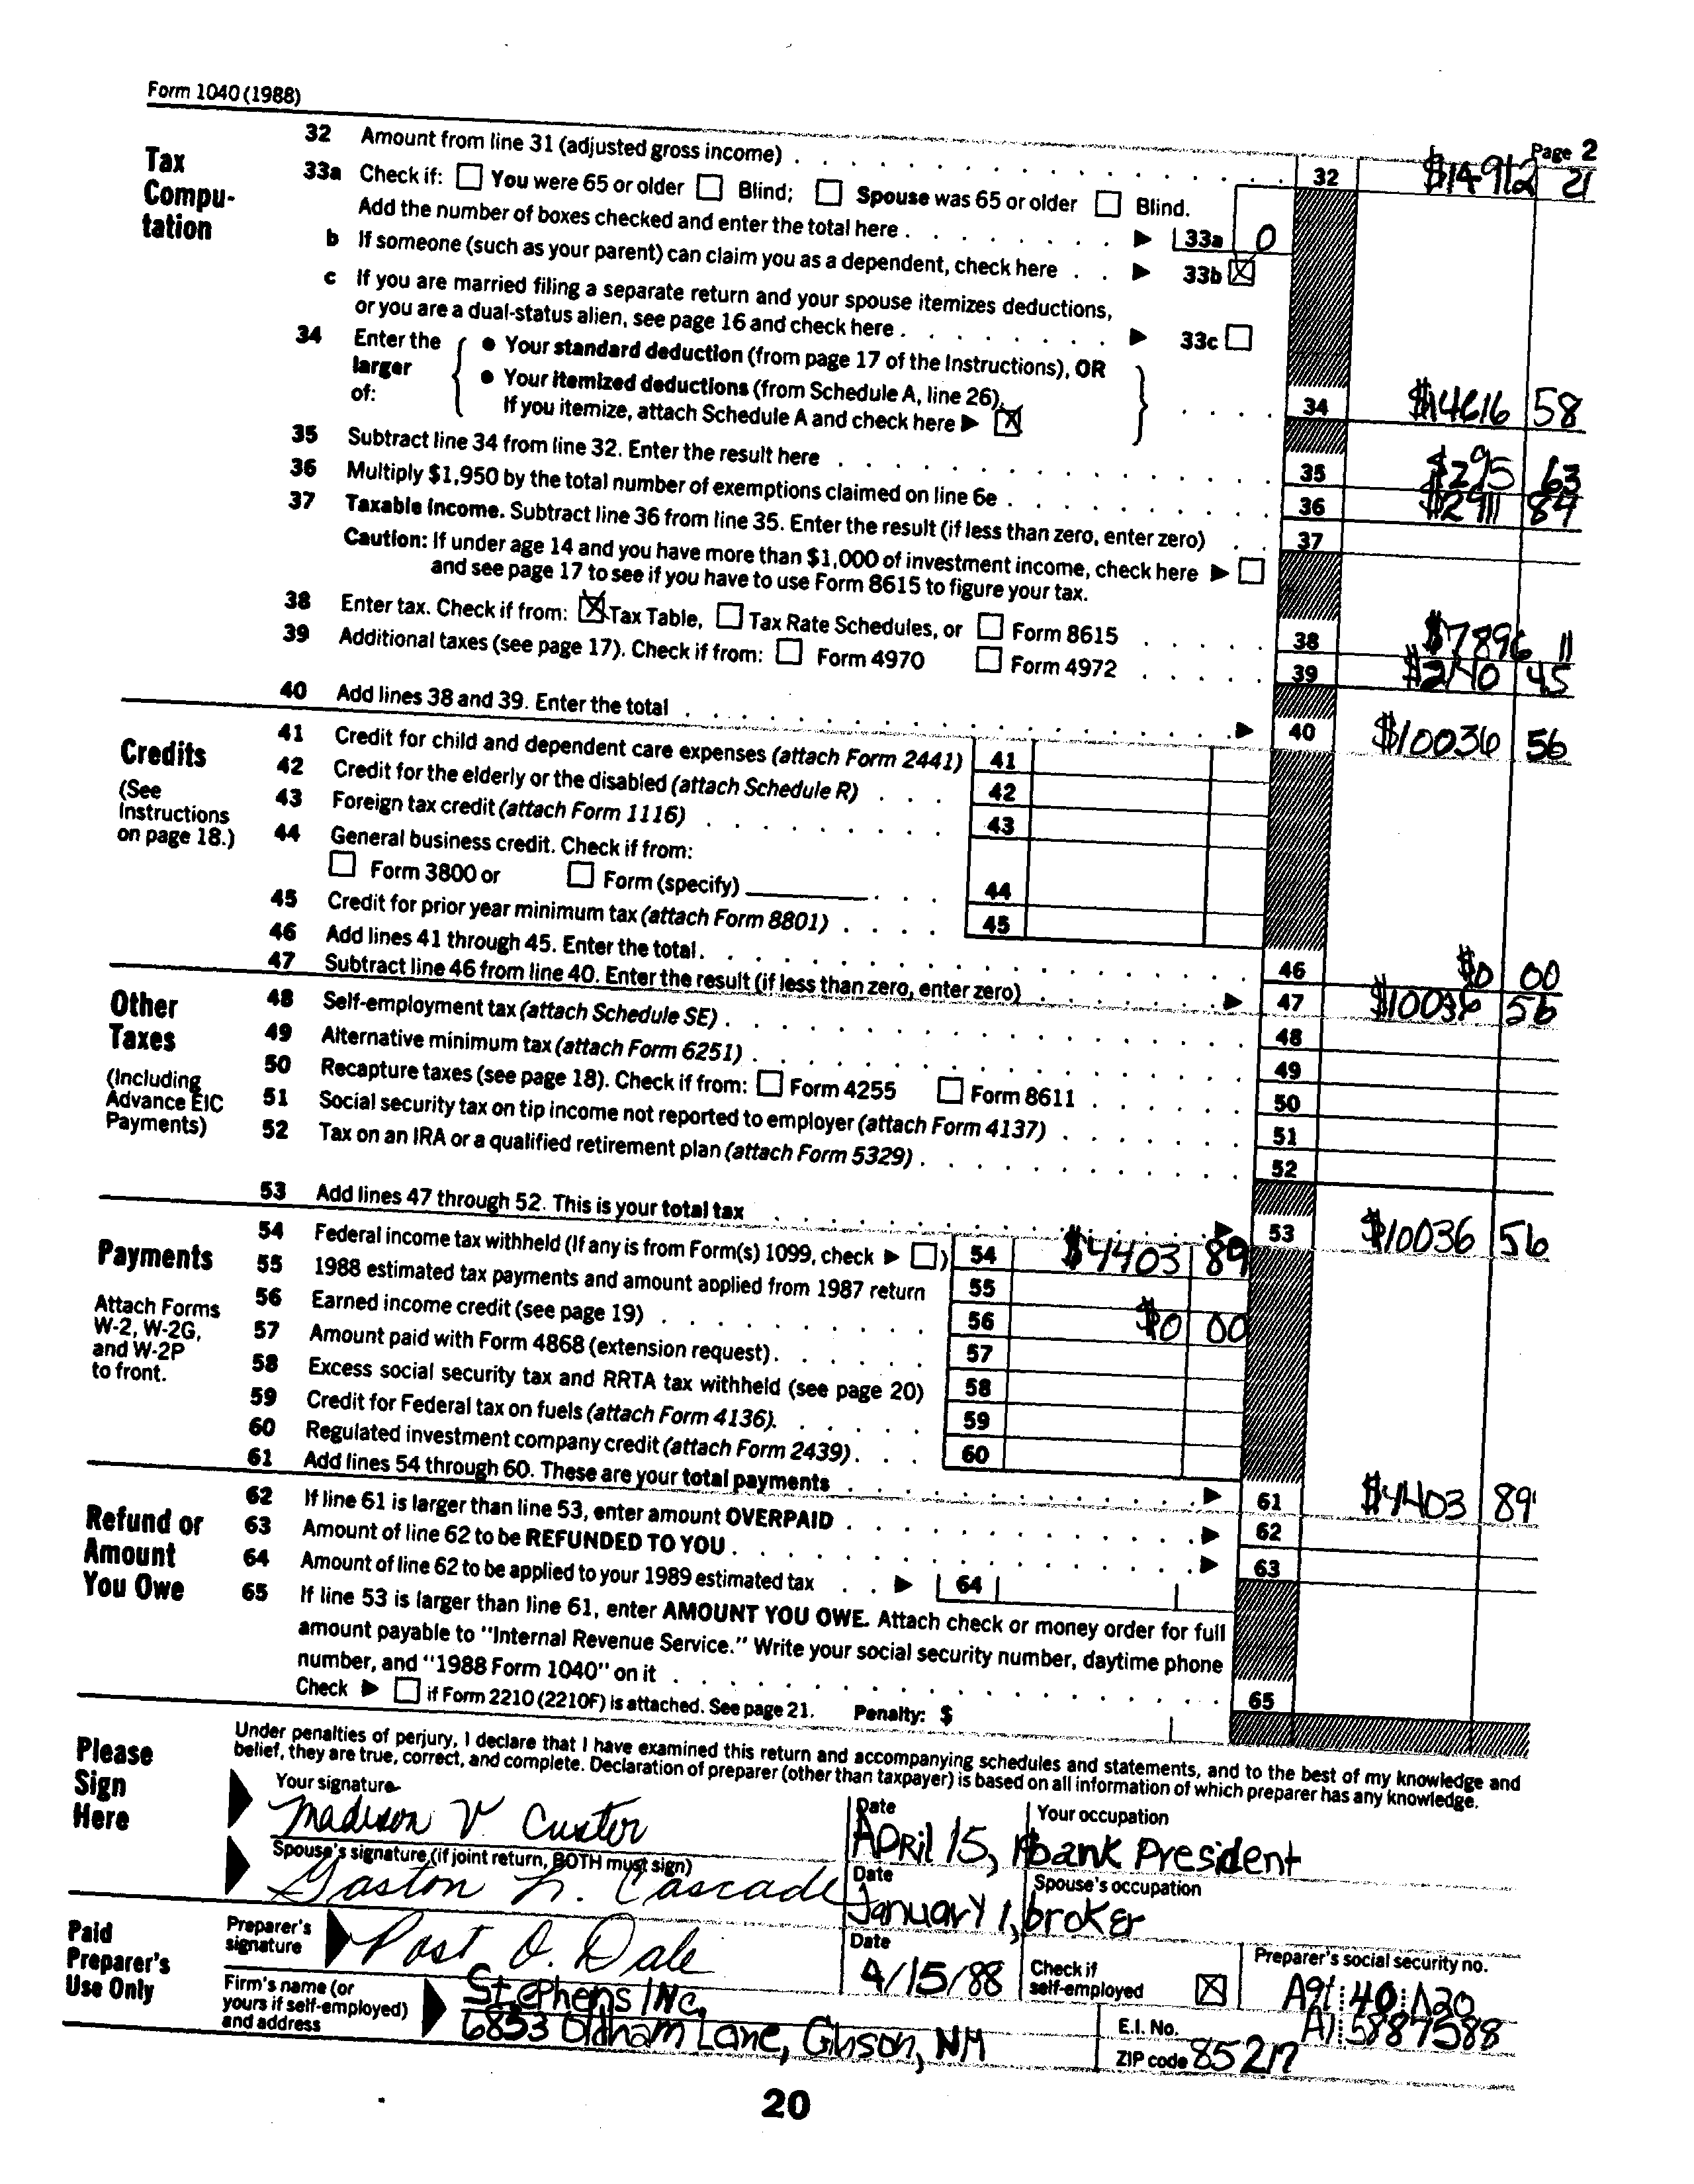 Form 1040 (1988)
Page 2
Tax Compu-tation
32 Amount from line 31 (adjusted gross income) . . . 32 $14912 21
33a Check if: You were 65 or older Blind; Spouse was 65 or older Blind.
Add the number of boxes checked and enter the total here . . . 33a 0
b If someone (such as your parent) can claim you as a dependent, check here . . 33b X
c If you are married filing a separate return and your spouse itemizes deductions,
or you are a dual-status alien, see page 16 and check here . . . 33c
34 Enter the larger of:
• Your standard deduction (from page 17 of the Instructions), OR
• Your itemized deductions (from Schedule A, line 26).
If you itemize, attach Schedule A and check here X . . . 34 $14616 58
35 Subtract line 34 from line 32. Enter the result here . . . 35 $295 63
36 Multiply $1,950 by the total number of exemptions claimed on line 6e . . . 36 $2911 84
37 Taxable income. Subtract line 36 from line 35. Enter the result (if less than zero, enter zero) . . 37
Caution: If under age 14 and you have more than $1,000 of investment income, check here
and see page 17 to see if you have to use Form 8615 to figure your tax.
38 Enter tax. Check if from: X Tax Table, Tax Rate Schedules, or Form 8615 . . . 38 $7896 11
39 Additional taxes (see page 17). Check if from: Form 4970 Form 4972 . . . 39 $2140 45
40 Add lines 38 and 39. Enter the total . . . 40 $10036 56
Credits
(See Instructions on page 18.)
41 Credit for child and dependent care expenses (attach Form 2441) 41
42 Credit for the elderly or the disabled (attach Schedule R) . . . 42
43 Foreign tax credit (attach Form 1116) . . . 43
44 General business credit. Check if from:
Form 3800 or Form (specify) . . . 44
45 Credit for prior year minimum tax (attach Form 8801) . . . 45
46 Add lines 41 through 45. Enter the total . . . 46 $0 00
47 Subtract line 46 from line 40. Enter the result (if less than zero, enter zero) . . . 47 $10036 56
Other Taxes
(Including Advance EIC Payments)
48 Self-employment tax (attach Schedule SE) . . . 48
49 Alternative minimum tax (attach Form 6251) . . . 49
50 Recapture taxes (see page 18). Check if from: Form 4255 Form 8611 . . . 50
51 Social security tax on tip income not reported to employer (attach Form 4137) . . . 51
52 Tax on an IRA or a qualified retirement plan (attach Form 5329) . . . 52
53 Add lines 47 through 52. This is your total tax . . . 53 $10036 56
Payments
Attach Forms W-2, W-2G, and W-2P to front.
54 Federal income tax withheld (If any is from Form(s) 1099, check ) 54 $4403 89
55 1988 estimated tax payments and amount applied from 1987 return 55
56 Earned income credit (see page 19) . . . 56 $0 00
57 Amount paid with Form 4868 (extension request) . . . 57
58 Excess social security tax and RRTA tax withheld (see page 20) 58
59 Credit for Federal tax on fuels (attach Form 4136) . . . 59
60 Regulated investment company credit (attach Form 2439) . . . 60
61 Add lines 54 through 60. These are your total payments . . . 61 $4403 89
Refund or Amount You Owe
62 If line 61 is larger than line 53, enter amount OVERPAID . . . 62
63 Amount of line 62 to be REFUNDED TO YOU . . . 63
64 Amount of line 62 to be applied to your 1989 estimated tax . . 64
65 If line 53 is larger than line 61, enter AMOUNT YOU OWE. Attach check or money order for full
amount payable to "Internal Revenue Service." Write your social security number, daytime phone
number, and "1988 Form 1040" on it . . . 65
Check if Form 2210 (2210F) is attached. See page 21. Penalty: $
Please Sign Here
Under penalties of perjury, I declare that I have examined this return and accompanying schedules and statements, and to the best of my knowledge and
belief, they are true, correct, and complete. Declaration of preparer (other than taxpayer) is based on all information of which preparer has any knowledge.
Your signature Date Your occupation
Madison V. Custer APRil 15, bank President
Spouse's signature (if joint return, BOTH must sign) Date Spouse's occupation
Gaston L. Cascade January 1, broker
Paid Preparer's Use Only
Preparer's signature Post O. Dale Date 4/15/88 Check if self-employed X Preparer's social security no.
Firm's name (or yours if self-employed) and address Stephens INC, E.I. No.
6853 Oldham Lane, Gibson, NM ZIP code 85217
20